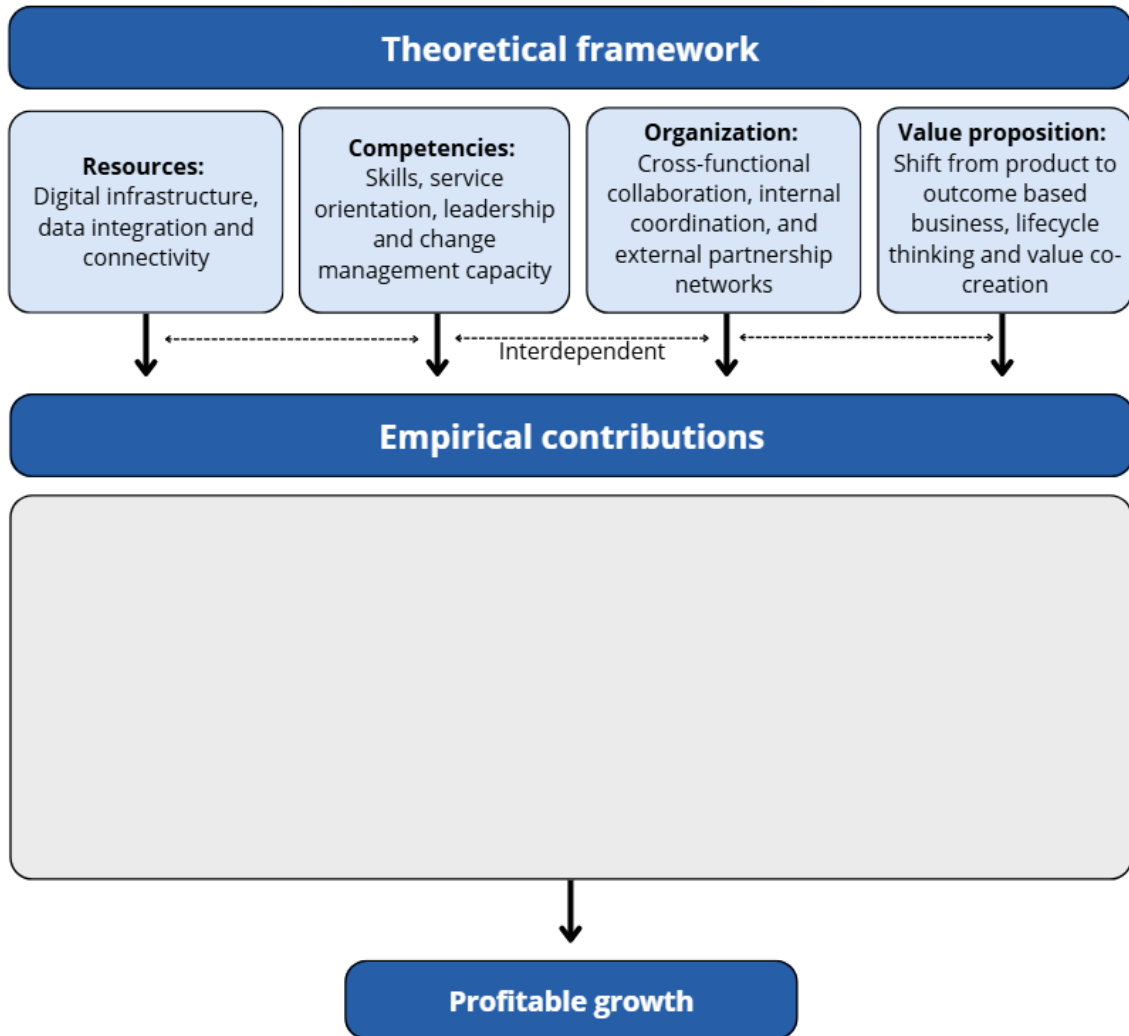 Theoretical framework
Resources:
Digital infrastructure,
data integration and
connectivity
Competencies:
Skills, service
orientation, leadership
and change
management capacity
Organization:
Cross-functional
collaboration, internal
coordination, and
external partnership
networks
Value proposition:
Shift from product to
outcome based
business, lifecycle
thinking and value co-
creation
Interdependent
Empirical contributions
Profitable growth